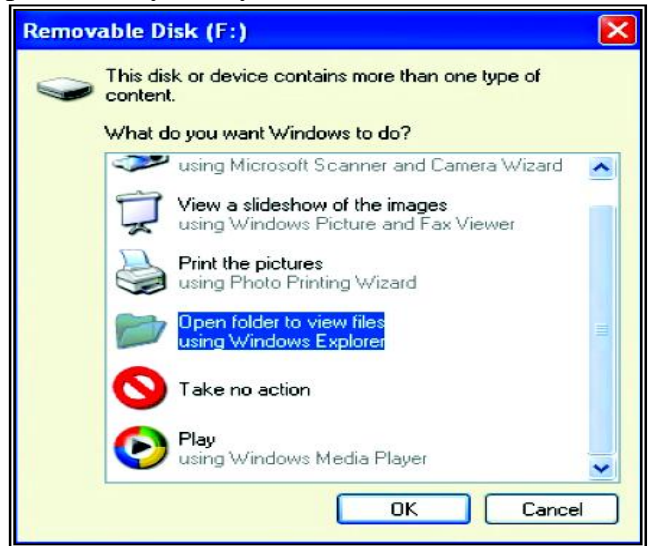 Removable Disk (F:)
This disk or device contains more than one type of
content.
What do you want Windows to do?
using Microsoft Scanner and Camera Wizard
View a slideshow of the images
using Windows Picture and Fax Viewer
Print the pictures
using Photo Printing Wizard
Open folder to view files
using Windows Explorer
Take no action
Play
using Windows Media Player
OK
Cancel